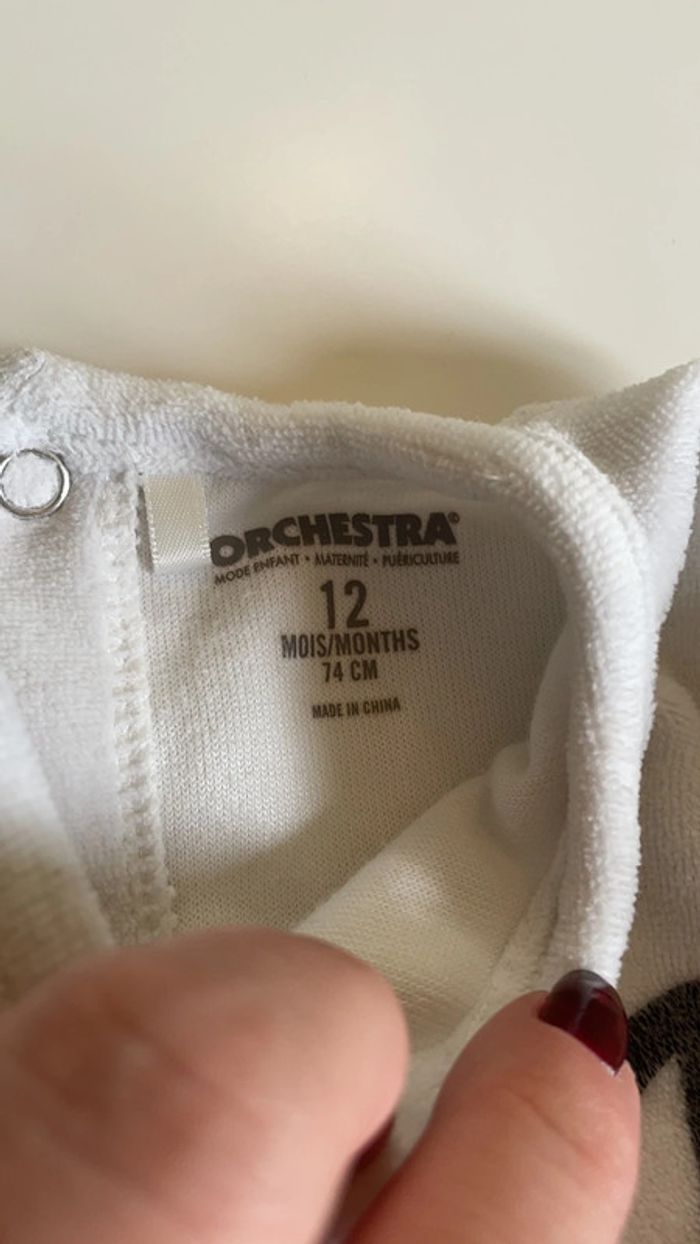 ORCHESTRA®
MODE ENFANT • MATERNITÉ • PUÉRICULTURE
12
MOIS/MONTHS
74 CM
MADE IN CHINA